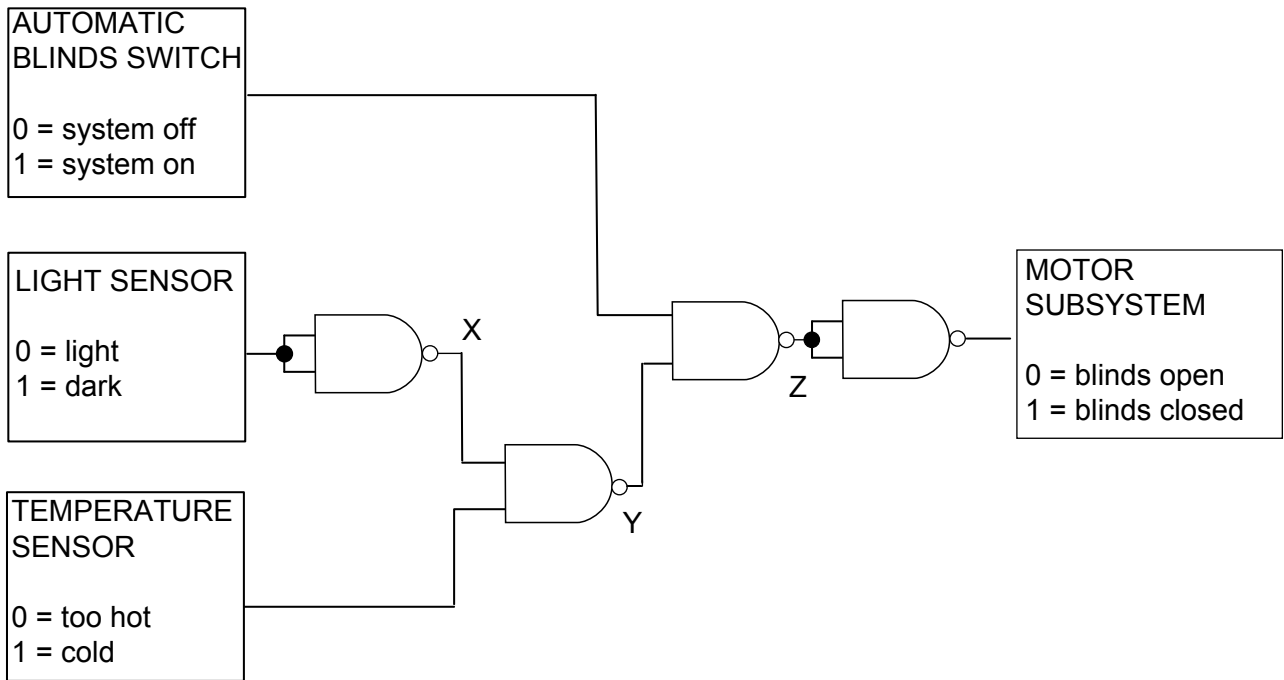 AUTOMATIC
BLINDS SWITCH
0 = system off
1 = system on
LIGHT SENSOR
0 = light
1 = dark
X
TEMPERATURE
SENSOR
0 = too hot
1 = cold
Y
Z
MOTOR
SUBSYSTEM
0 = blinds open
1 = blinds closed